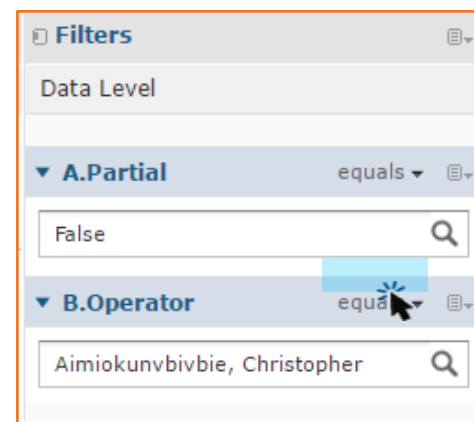 Filters
Data Level
A.Partial equals
False
B.Operator
Aimiokunvbivbie, Christopher